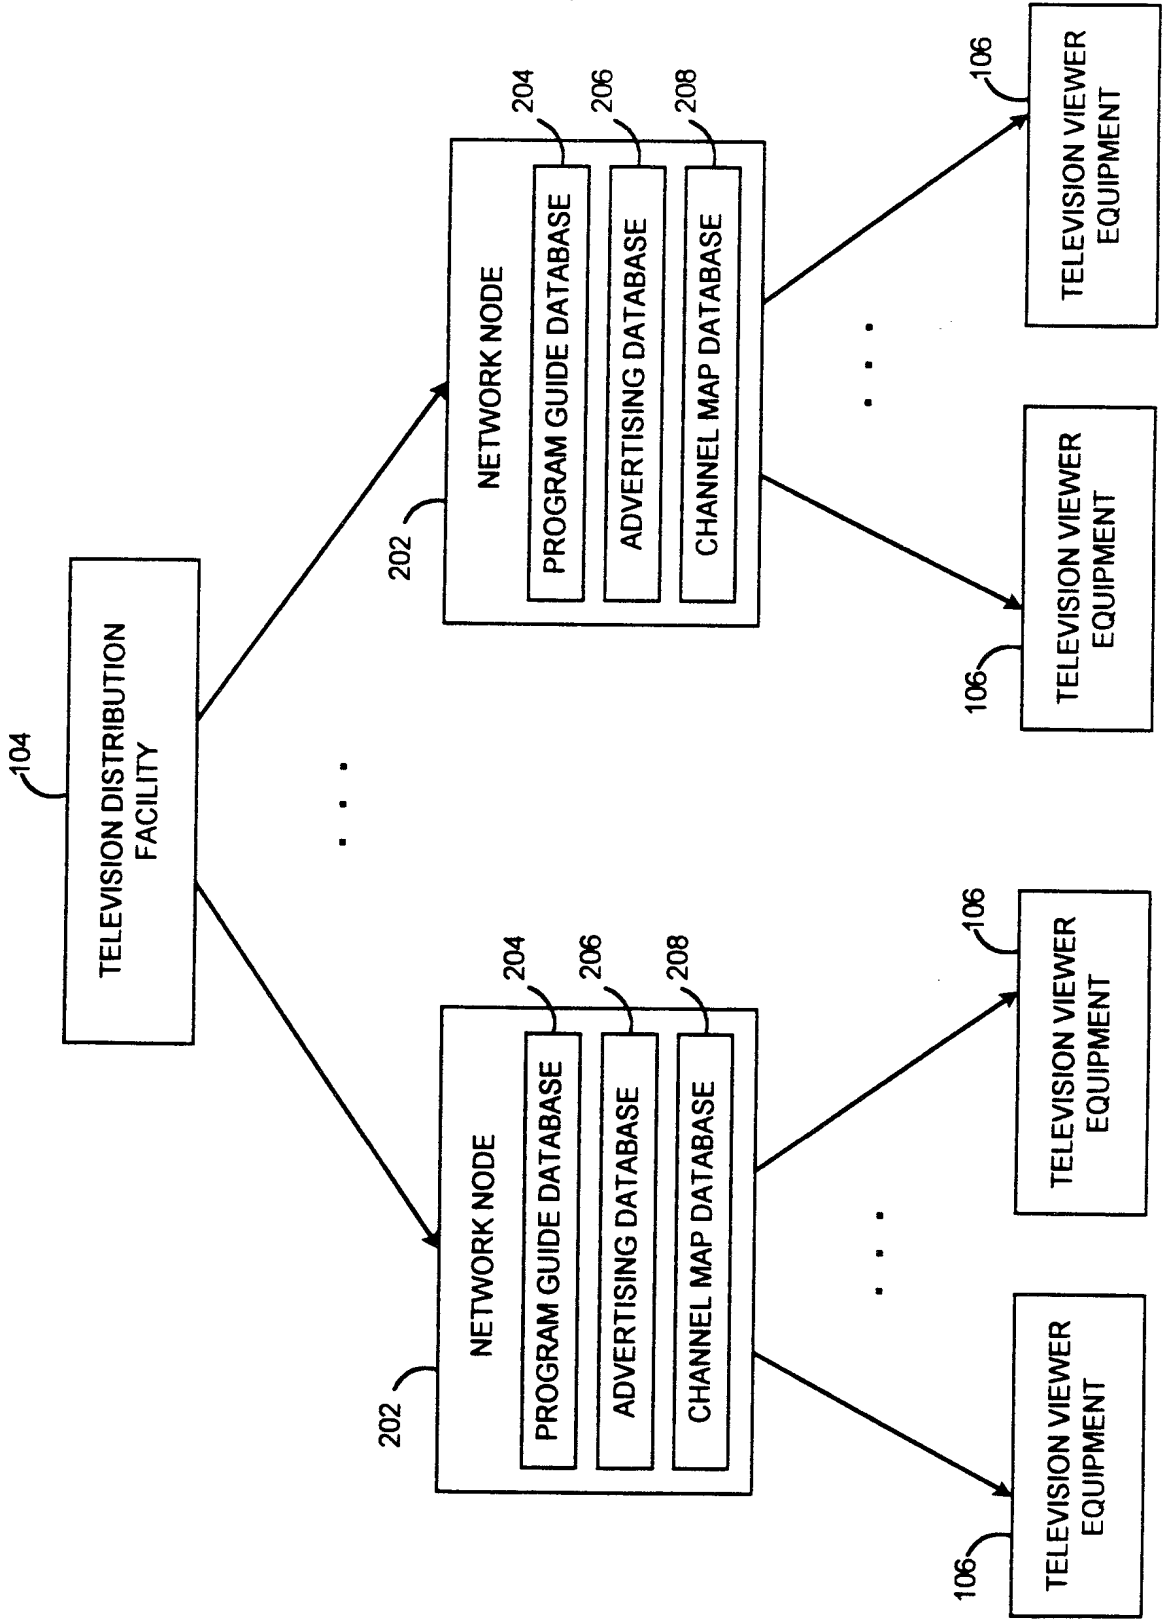 104
TELEVISION DISTRIBUTION
FACILITY
202
NETWORK NODE
PROGRAM GUIDE DATABASE
204
ADVERTISING DATABASE
206
CHANNEL MAP DATABASE
208
202
NETWORK NODE
PROGRAM GUIDE DATABASE
204
ADVERTISING DATABASE
206
CHANNEL MAP DATABASE
208
106
TELEVISION VIEWER
EQUIPMENT
106
TELEVISION VIEWER
EQUIPMENT
106
TELEVISION VIEWER
EQUIPMENT
106
TELEVISION VIEWER
EQUIPMENT